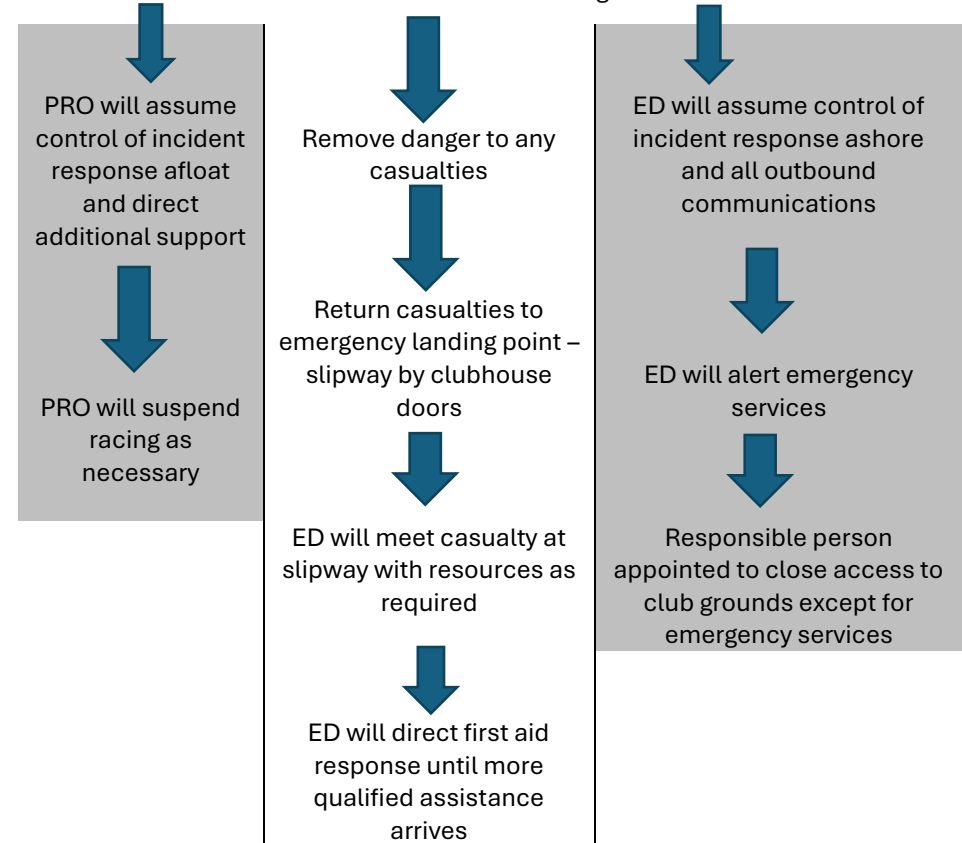 PRO will assume
control of incident
response afloat
and direct
additional support
PRO will suspend
racing as
necessary
Remove danger to any
casualties
Return casualties to
emergency landing point –
slipway by clubhouse
doors
ED will meet casualty at
slipway with resources as
required
ED will direct first aid
response until more
qualified assistance
arrives
ED will assume control of
incident response ashore
and all outbound
communications
ED will alert emergency
services
Responsible person
appointed to close access to
club grounds except for
emergency services